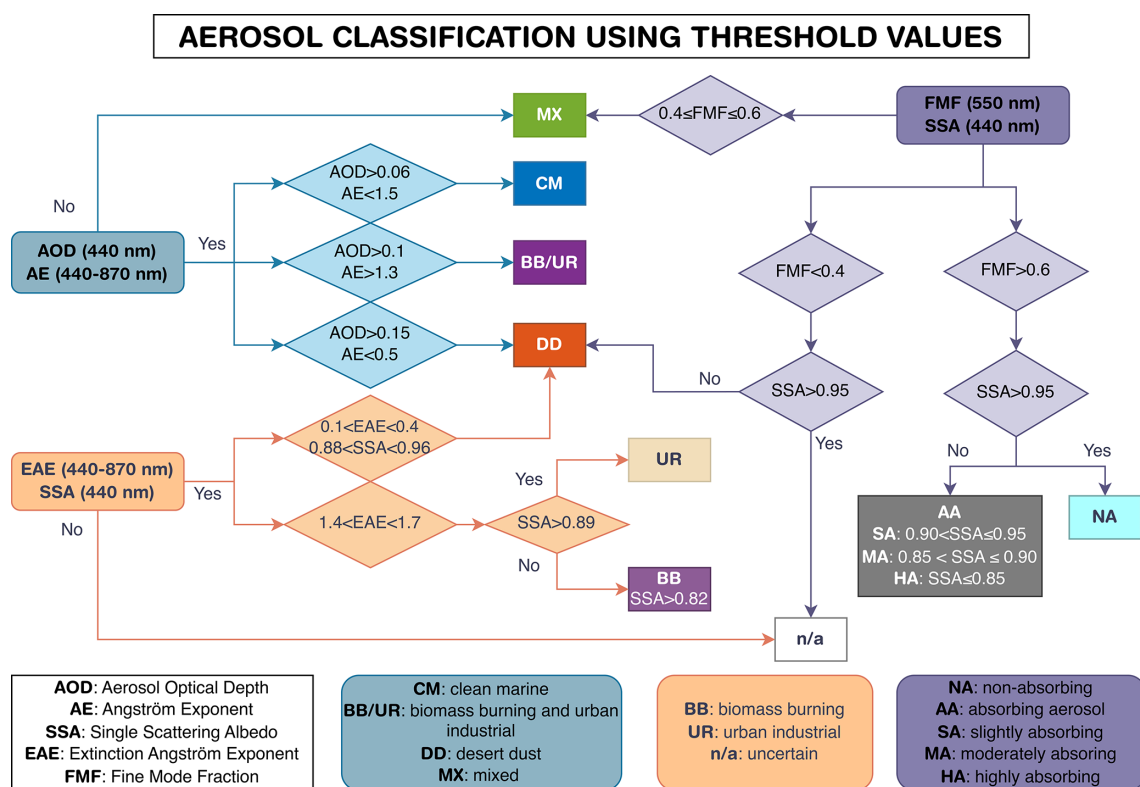 AEROSOL CLASSIFICATION USING THRESHOLD VALUES
MX
0.4≤FMF≤0.6
FMF (550 nm)
SSA (440 nm)
AOD>0.06
AE<1.5
CM
No
AOD (440 nm)
AE (440-870 nm)
Yes
AOD>0.1
AE>1.3
BB/UR
FMF<0.4
FMF>0.6
AOD>0.15
AE<0.5
DD
No
SSA>0.95
SSA>0.95
0.1<EAE<0.4
0.88<SSA<0.96
Yes
No
Yes
EAE (440-870 nm)
SSA (440 nm)
Yes
No
1.4<EAE<1.7
Yes
SSA>0.89
No
UR
BB
SSA>0.82
AA
SA: 0.90<SSA≤0.95
MA: 0.85 < SSA ≤ 0.90
HA: SSA≤0.85
NA
n/a
AOD: Aerosol Optical Depth
AE: Angström Exponent
SSA: Single Scattering Albedo
EAE: Extinction Angström Exponent
FMF: Fine Mode Fraction
CM: clean marine
BB/UR: biomass burning and urban
industrial
DD: desert dust
MX: mixed
BB: biomass burning
UR: urban industrial
n/a: uncertain
NA: non-absorbing
AA: absorbing aerosol
SA: slightly absorbing
MA: moderately absoring
HA: highly absorbing